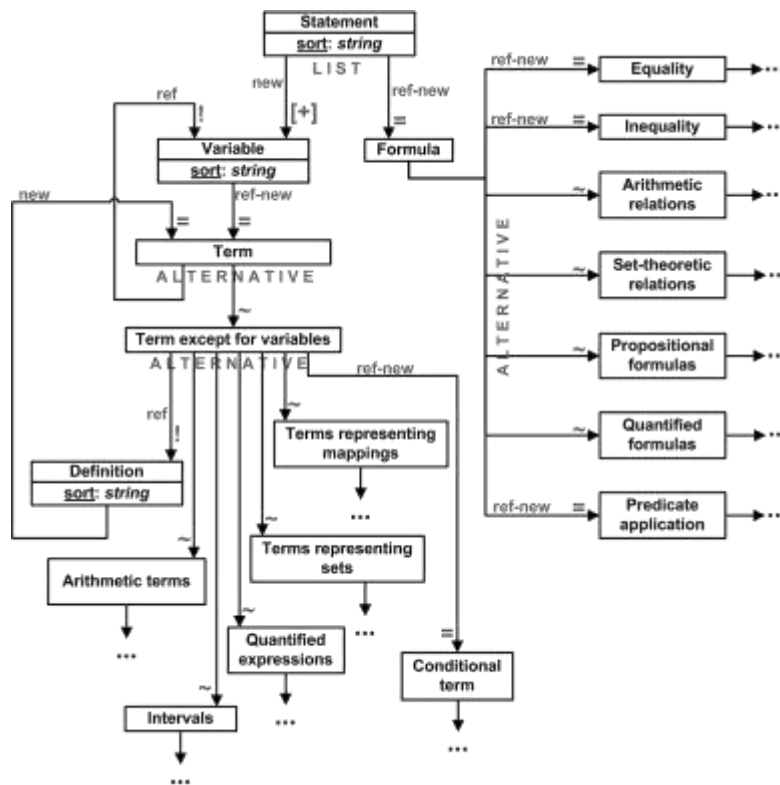 Statement
sort: string
LIST
new
[+]
ref-new
=
ref
!
Variable
sort: string
Formula
new
ref-new
=
=
Term
ALTERNATIVE
~
Term except for variables
ALTERNATIVE
ref-new
ref
!
~
Terms representing
mappings
...
Definition
sort: string
~
~
Arithmetic terms
...
Terms representing
sets
...
~
Quantified
expressions
...
=
Conditional
term
...
~
Intervals
...
ALTERNATIVE
ref-new
=
Equality
...
ref-new
=
Inequality
...
~
Arithmetic
relations
...
~
Set-theoretic
relations
...
~
Propositional
formulas
...
~
Quantified
formulas
...
ref-new
=
Predicate
application
...